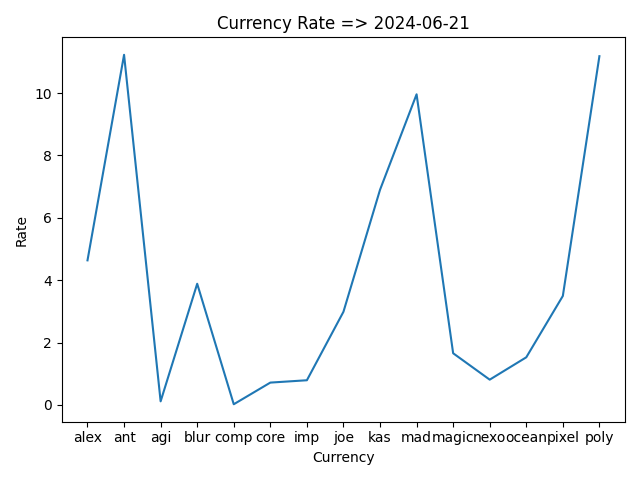 Currency Rate => 2024-06-21
Rate
10
8
6
4
2
0
alex ant agi blur comp core imp joe kas mad magic nexo ocean pixel poly
Currency